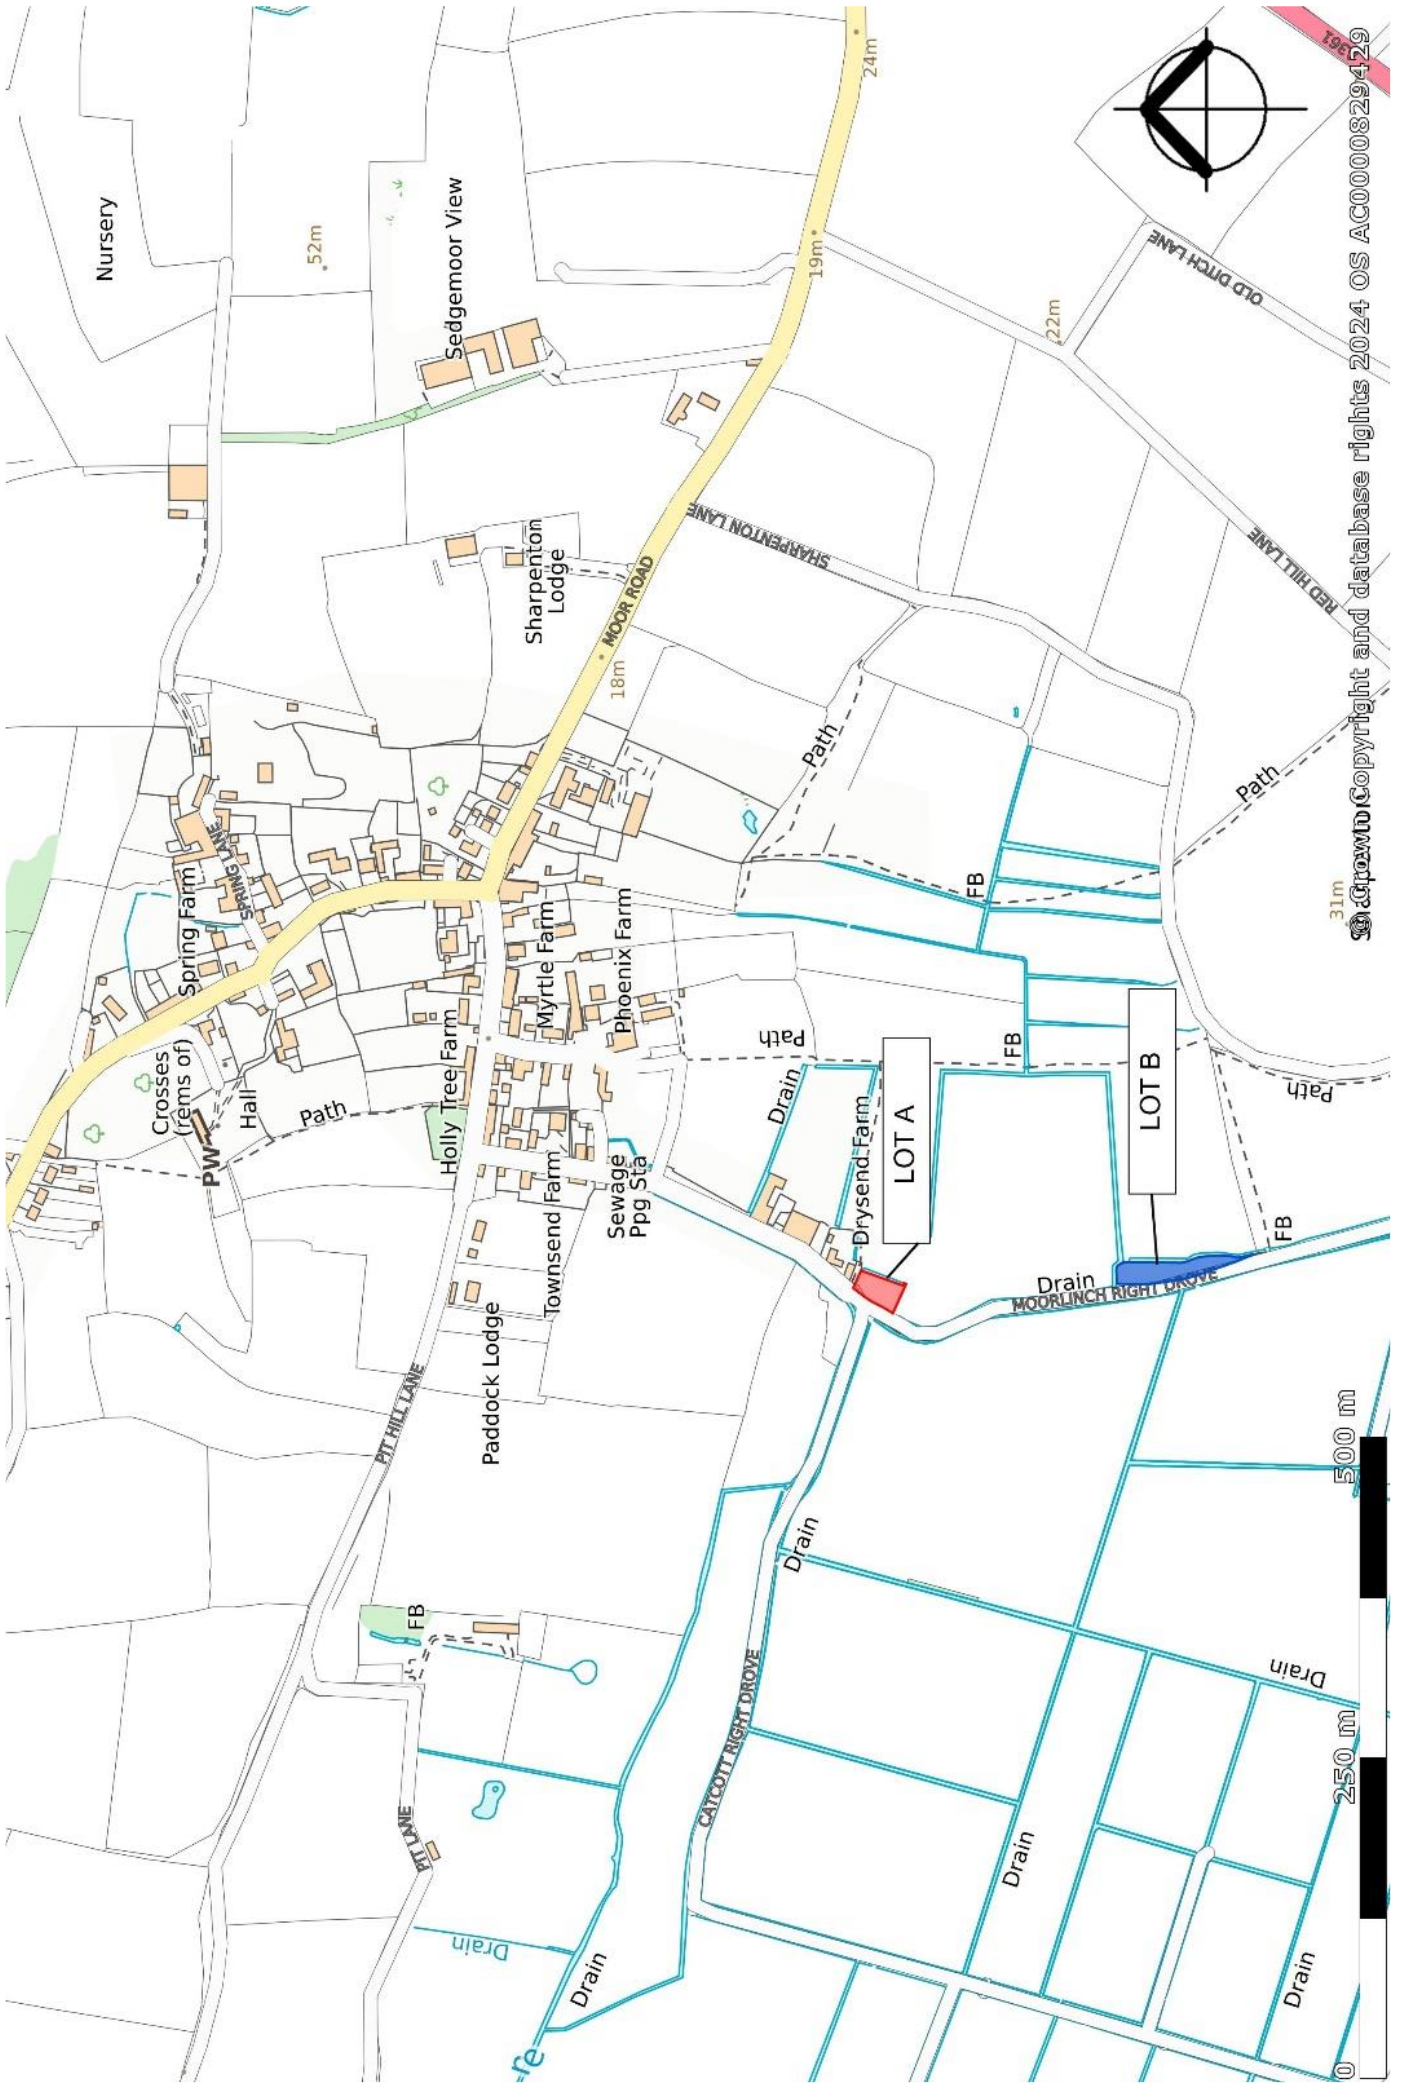 Nursery
52m
Sedgemoor View
24m
19m
A361
OLD DITCH LANE
22m
RED HILL LANE
SHARPENTON LANE
Sharpenton
Lodge
MOOR ROAD
18m
Path
Path
SPRING LANE
Spring Farm
Crosses
(rems of)
PW
Hall
Path
Holly Tree Farm
Myrtle Farm
Phoenix Farm
Townsend Farm
Sewage
Ppg Sta
Paddock Lodge
PIT HILL LANE
FB
FB
Path
Path
31m
Drain
Drysend Farm
LOT A
LOT B
FB
Drain
MOORLINCH RIGHT DROVE
FB
PIT LANE
Drain
Drain
CATCOTT RIGHT DROVE
Drain
Drain
Drain
Drain
re
© Crown Copyright and database rights 2024 OS AC0000829429
0
250 m
500 m